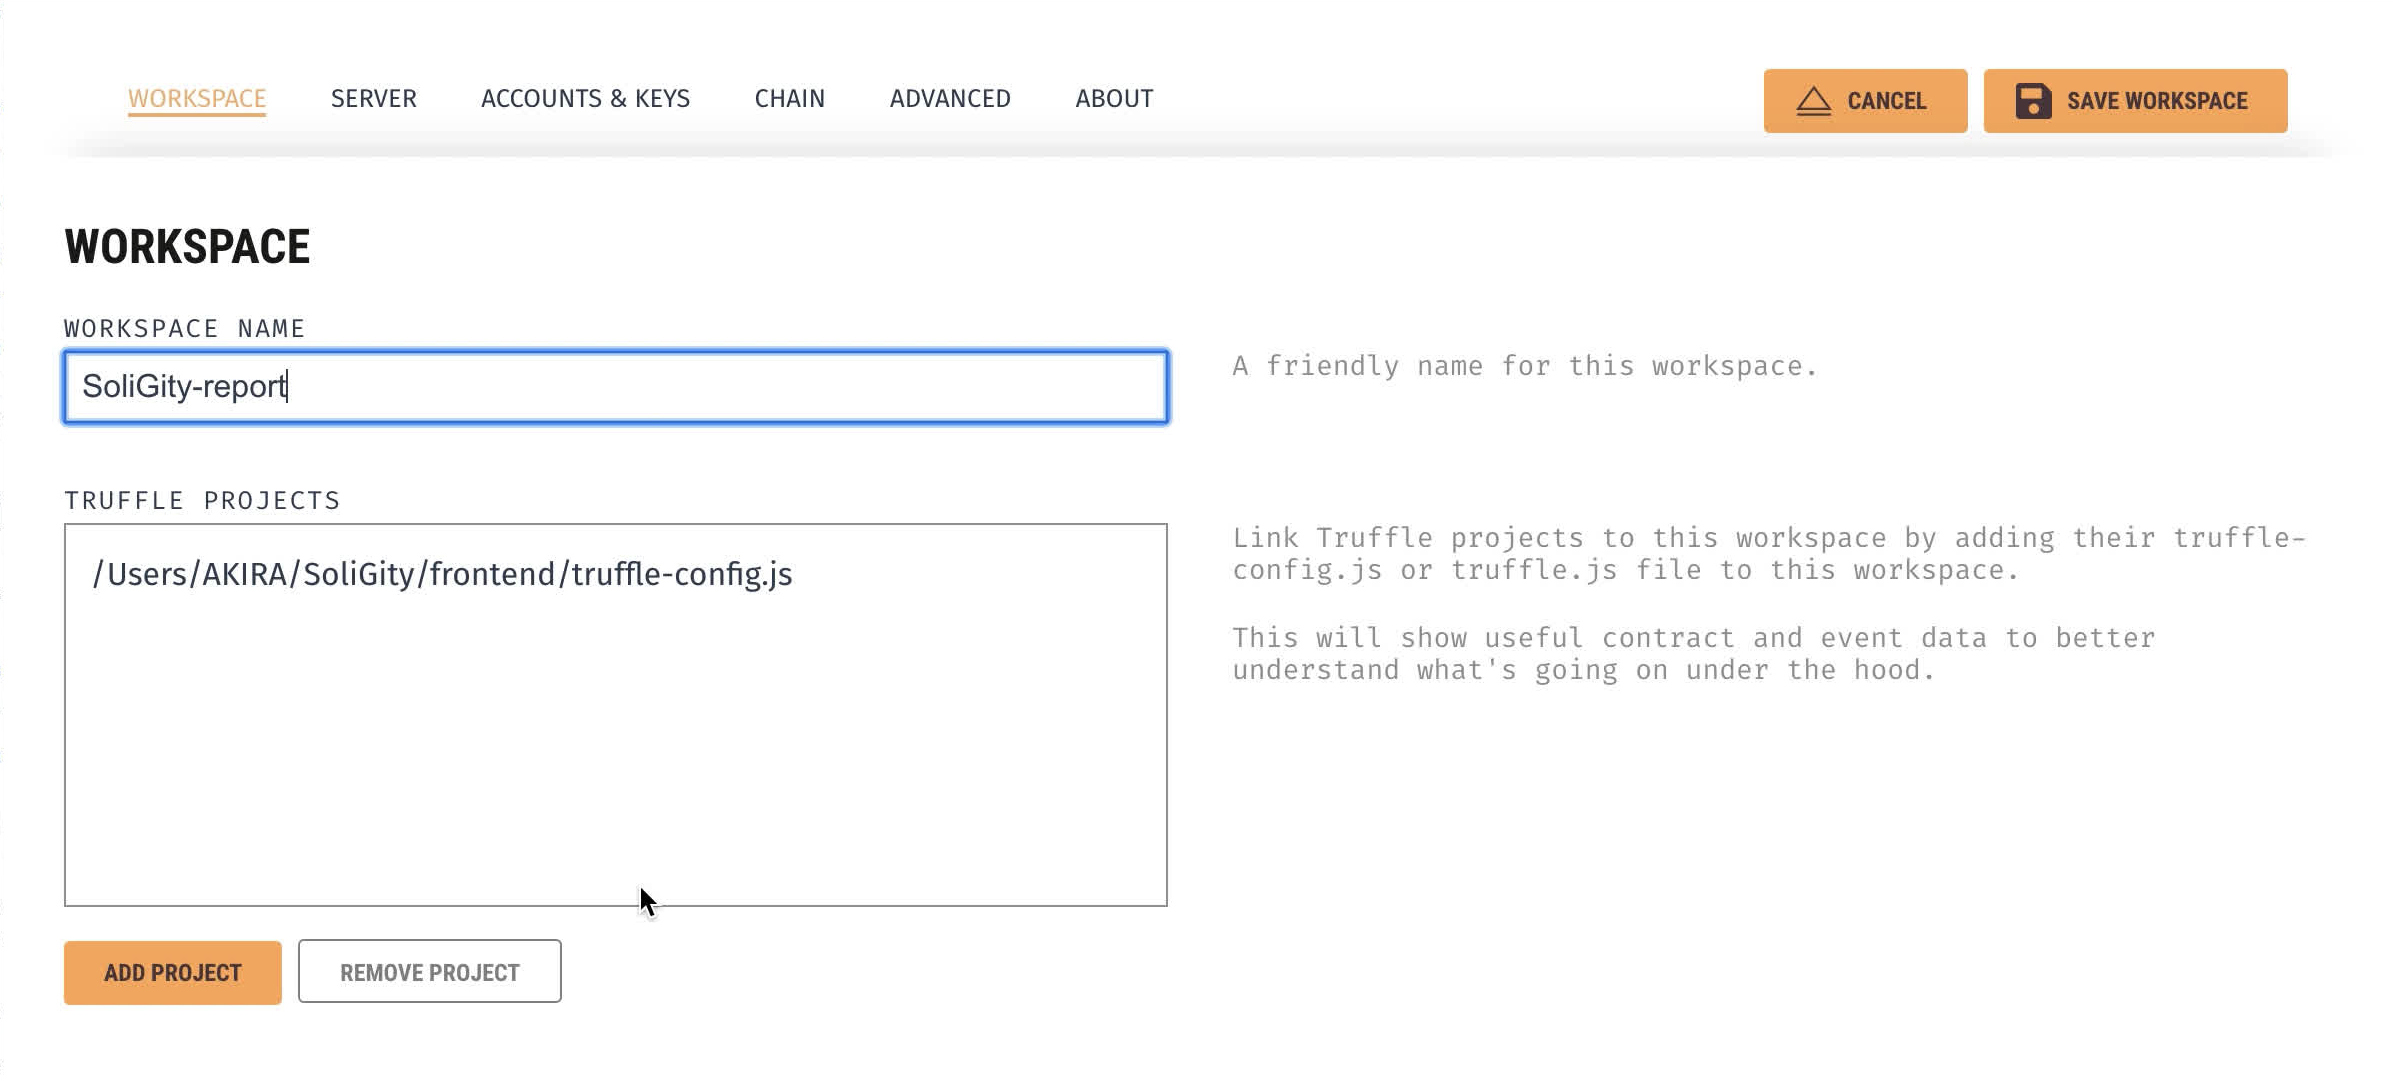 WORKSPACE SERVER ACCOUNTS & KEYS CHAIN ADVANCED ABOUT CANCEL SAVE WORKSPACE
WORKSPACE
WORKSPACE NAME
SoliGity-report
A friendly name for this workspace.
TRUFFLE PROJECTS
/Users/AKIRA/SoliGity/frontend/truffle-config.js
Link Truffle projects to this workspace by adding their truffle-
config.js or truffle.js file to this workspace.
This will show useful contract and event data to better
understand what's going on under the hood.
ADD PROJECT REMOVE PROJECT